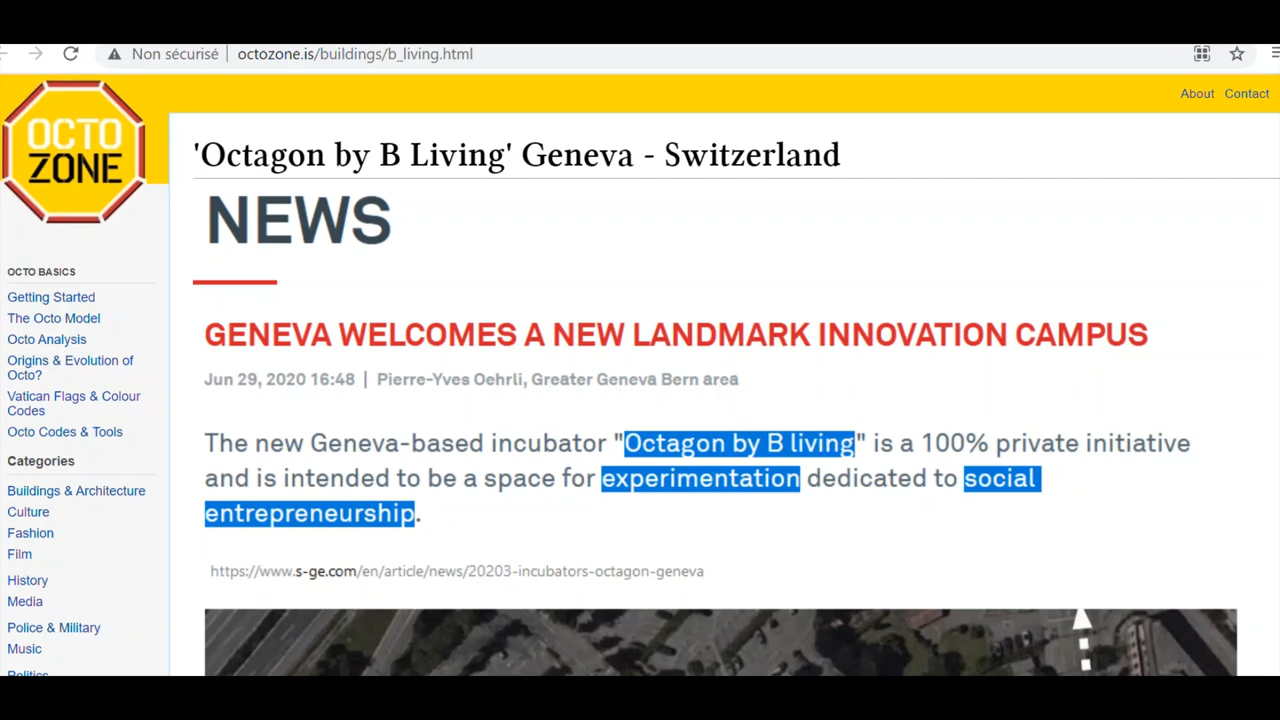 Non sécurisé octozone.is/buildings/b_living.html
About Contact
OCTO
ZONE
'Octagon by B Living' Geneva - Switzerland
NEWS
GENEVA WELCOMES A NEW LANDMARK INNOVATION CAMPUS
Jun 29, 2020 16:48 | Pierre-Yves Oehrli, Greater Geneva Bern area
The new Geneva-based incubator "Octagon by B living" is a 100% private initiative
and is intended to be a space for experimentation dedicated to social
entrepreneurship.
https://www.s-ge.com/en/article/news/20203-incubators-octagon-geneva
OCTO BASICS
Getting Started
The Octo Model
Octo Analysis
Origins & Evolution of
Octo?
Vatican Flags & Colour
Codes
Octo Codes & Tools
Categories
Buildings & Architecture
Culture
Fashion
Film
History
Media
Police & Military
Music
Politics